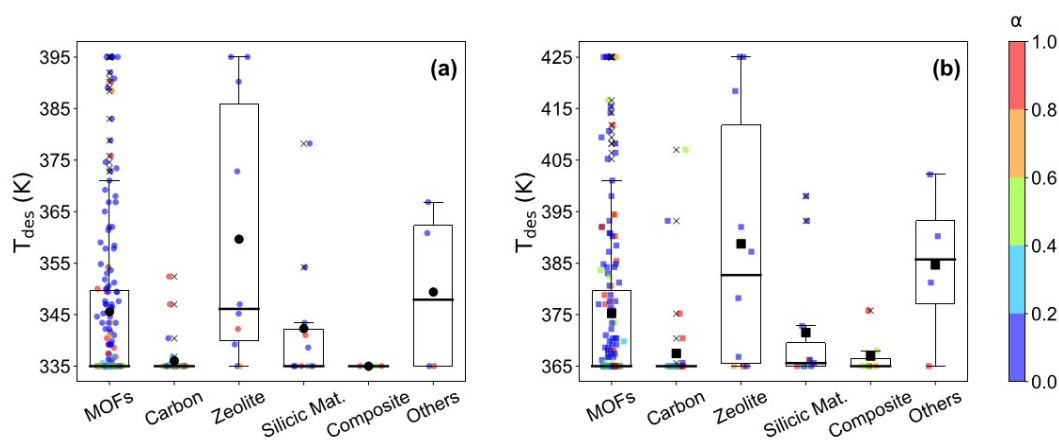 α
(a)
T_des (K)
395
385
375
365
355
345
335
MOFs
Carbon
Zeolite
Silicic Mat.
Composite
Others
(b)
T_des (K)
425
415
405
395
385
375
365
MOFs
Carbon
Zeolite
Silicic Mat.
Composite
Others
1.0
0.8
0.6
0.4
0.2
0.0